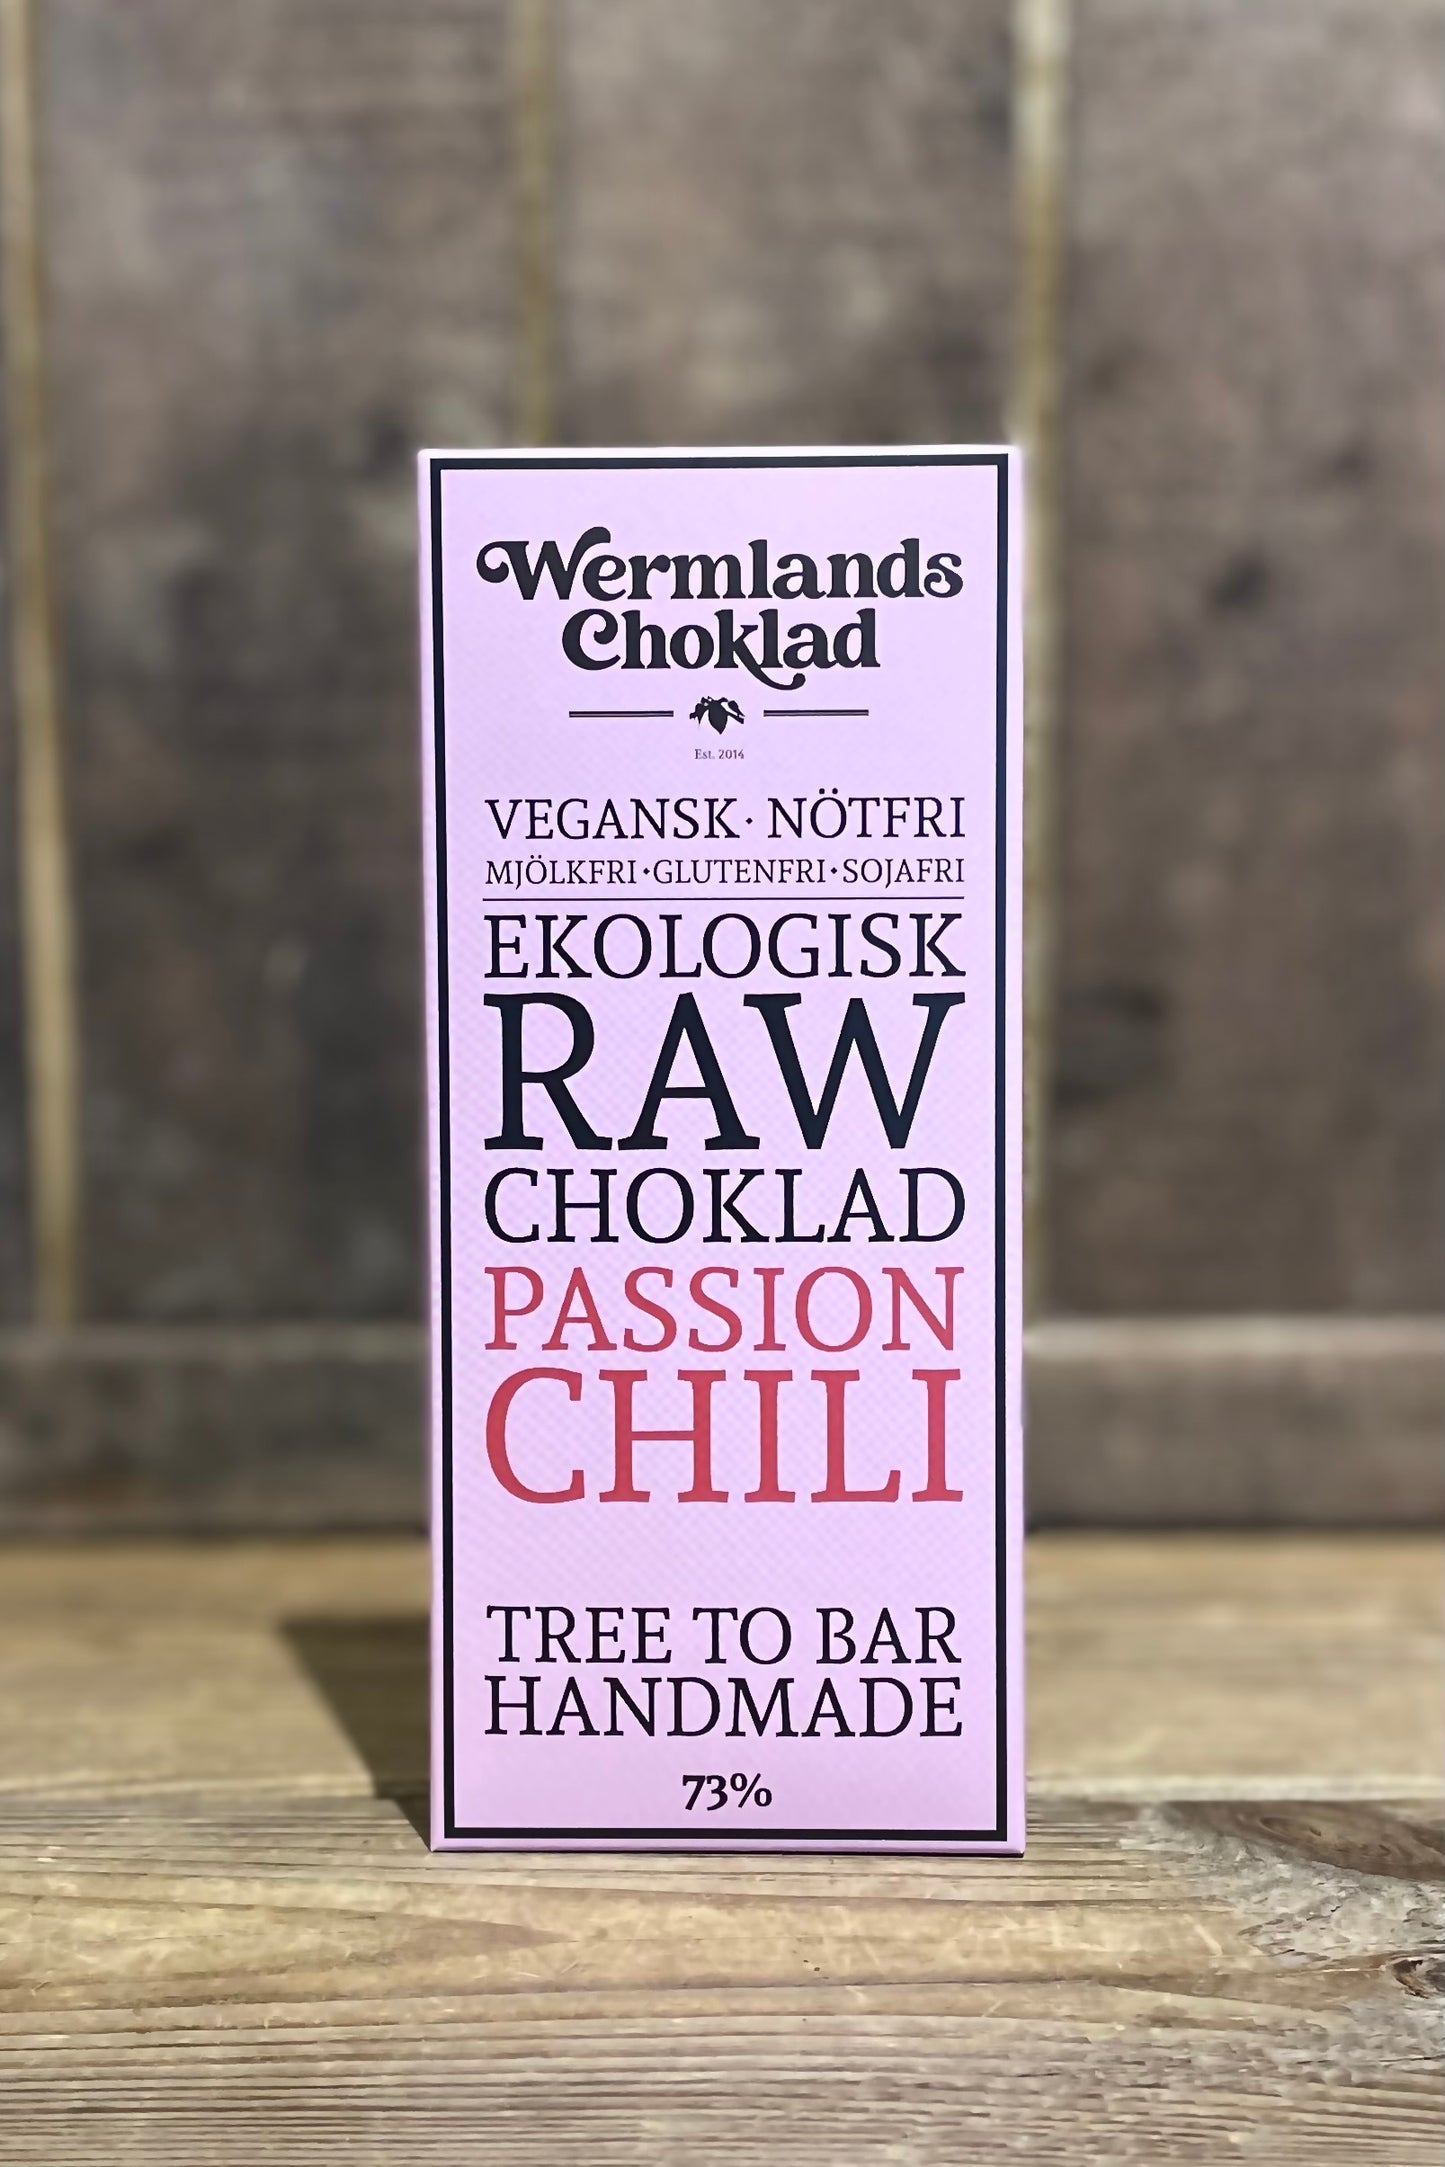 Wermlands
Choklad
Est. 2014
VEGANSK· NÖTFRI
MJÖLKFRI·GLUTENFRI·SOJAFRI
EKOLOGISK
RAW
CHOKLAD
PASSION
CHILI
TREE TO BAR
HANDMADE
73%